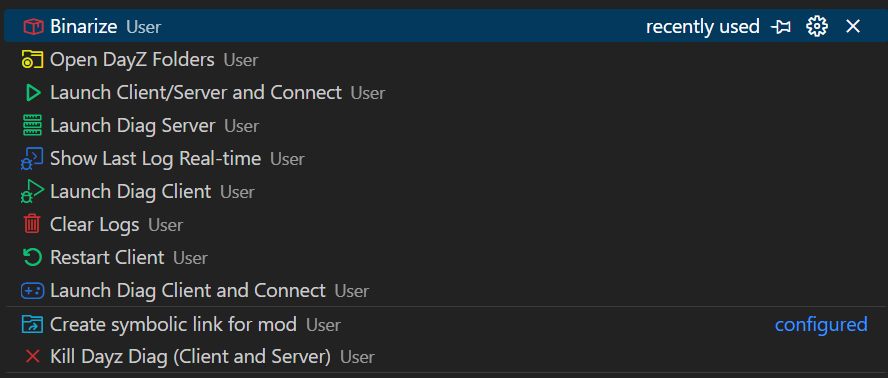 Binarize User recently used
Open DayZ Folders User
Launch Client/Server and Connect User
Launch Diag Server User
Show Last Log Real-time User
Launch Diag Client User
Clear Logs User
Restart Client User
Launch Diag Client and Connect User
Create symbolic link for mod User configured
Kill Dayz Diag (Client and Server) User